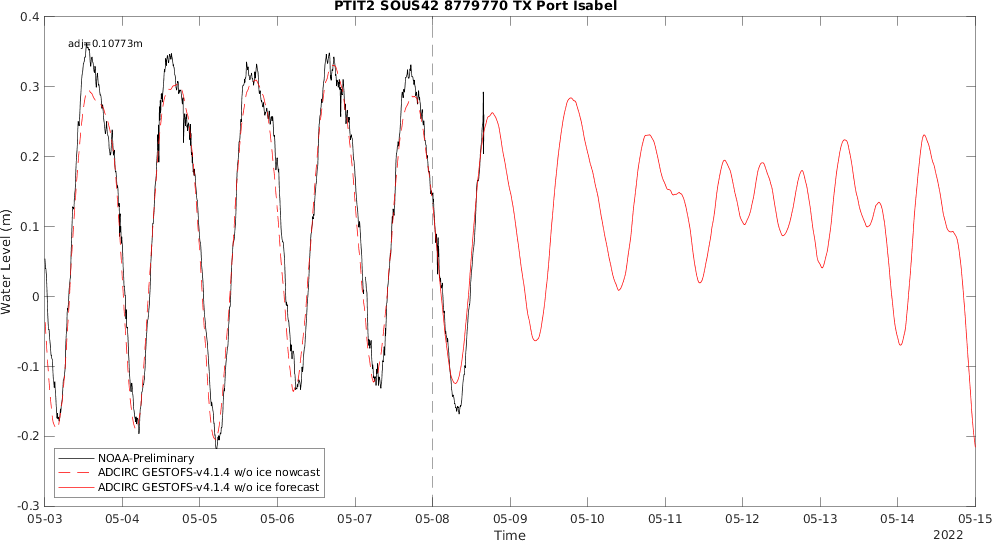 PTIT2 SOUS42 8779770 TX Port Isabel
adj=0.10773m
0.4
0.3
0.2
0.1
0
-0.1
-0.2
-0.3
Water Level (m)
NOAA-Preliminary
ADCIRC GESTOFS-v4.1.4 w/o ice nowcast
ADCIRC GESTOFS-v4.1.4 w/o ice forecast
05-03 05-04 05-05 05-06 05-07 05-08 05-09 05-10 05-11 05-12 05-13 05-14 05-15
Time
2022